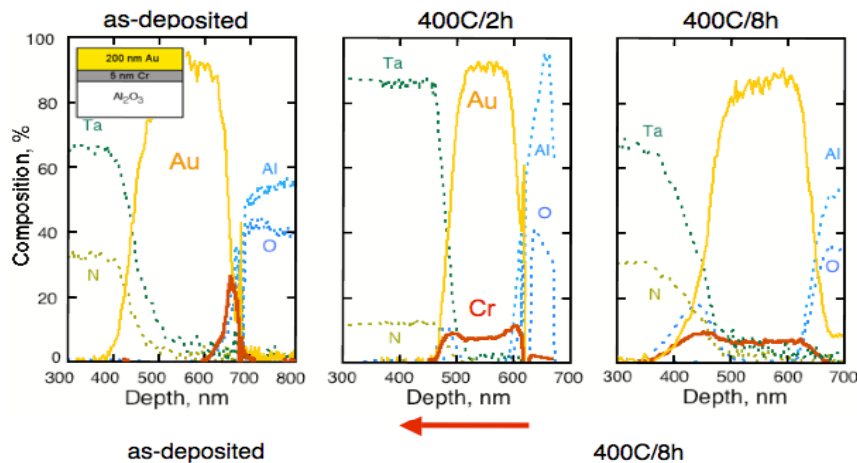 as-deposited
400C/2h
400C/8h
Composition, %
100
80
60
40
20
0
200 nm Au
5 nm Cr
Al₂O₃
Ta
Au
Al
O
N
300 400 500 600 700 800
Depth, nm
Ta
Au
Al
O
Cr
N
300 400 500 600 700
Depth, nm
Ta
Al
O
N
300 400 500 600
Depth, nm
as-deposited
400C/8h